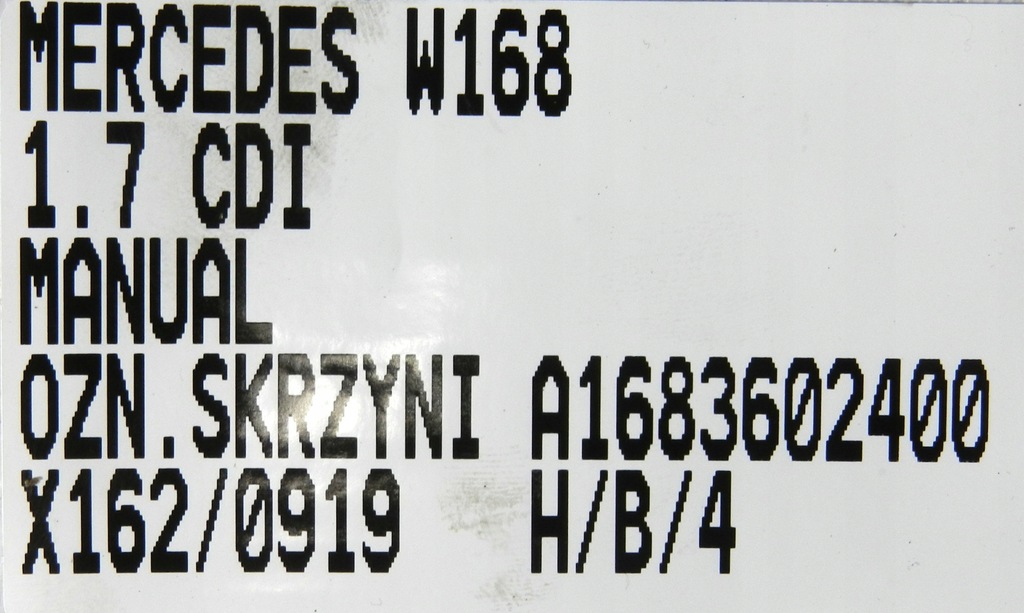 MERCEDES W168
1.7 CDI
MANUAL
OZN.SKRZYNI A1683602400
X162/0919 H/B/4